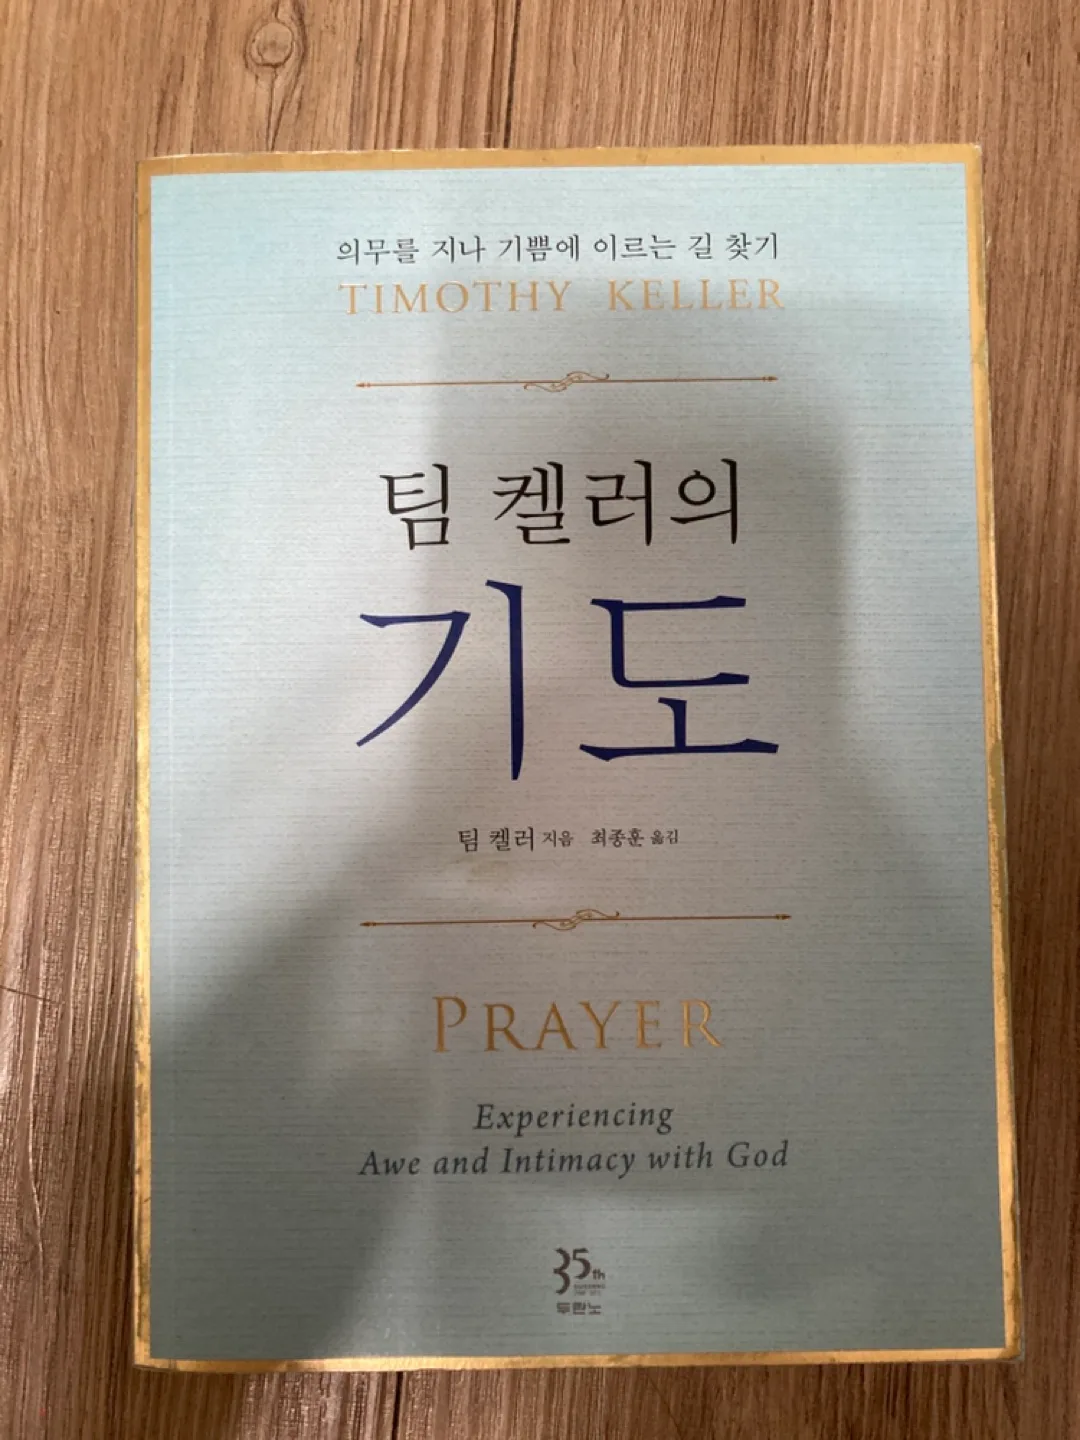 의무를 지나 기쁨에 이르는 길 찾기
TIMOTHY KELLER
팀 켈러의
기도
팀 켈러 지음 최종훈 옮김
PRAYER
Experiencing
Awe and Intimacy with God
35th
두란노